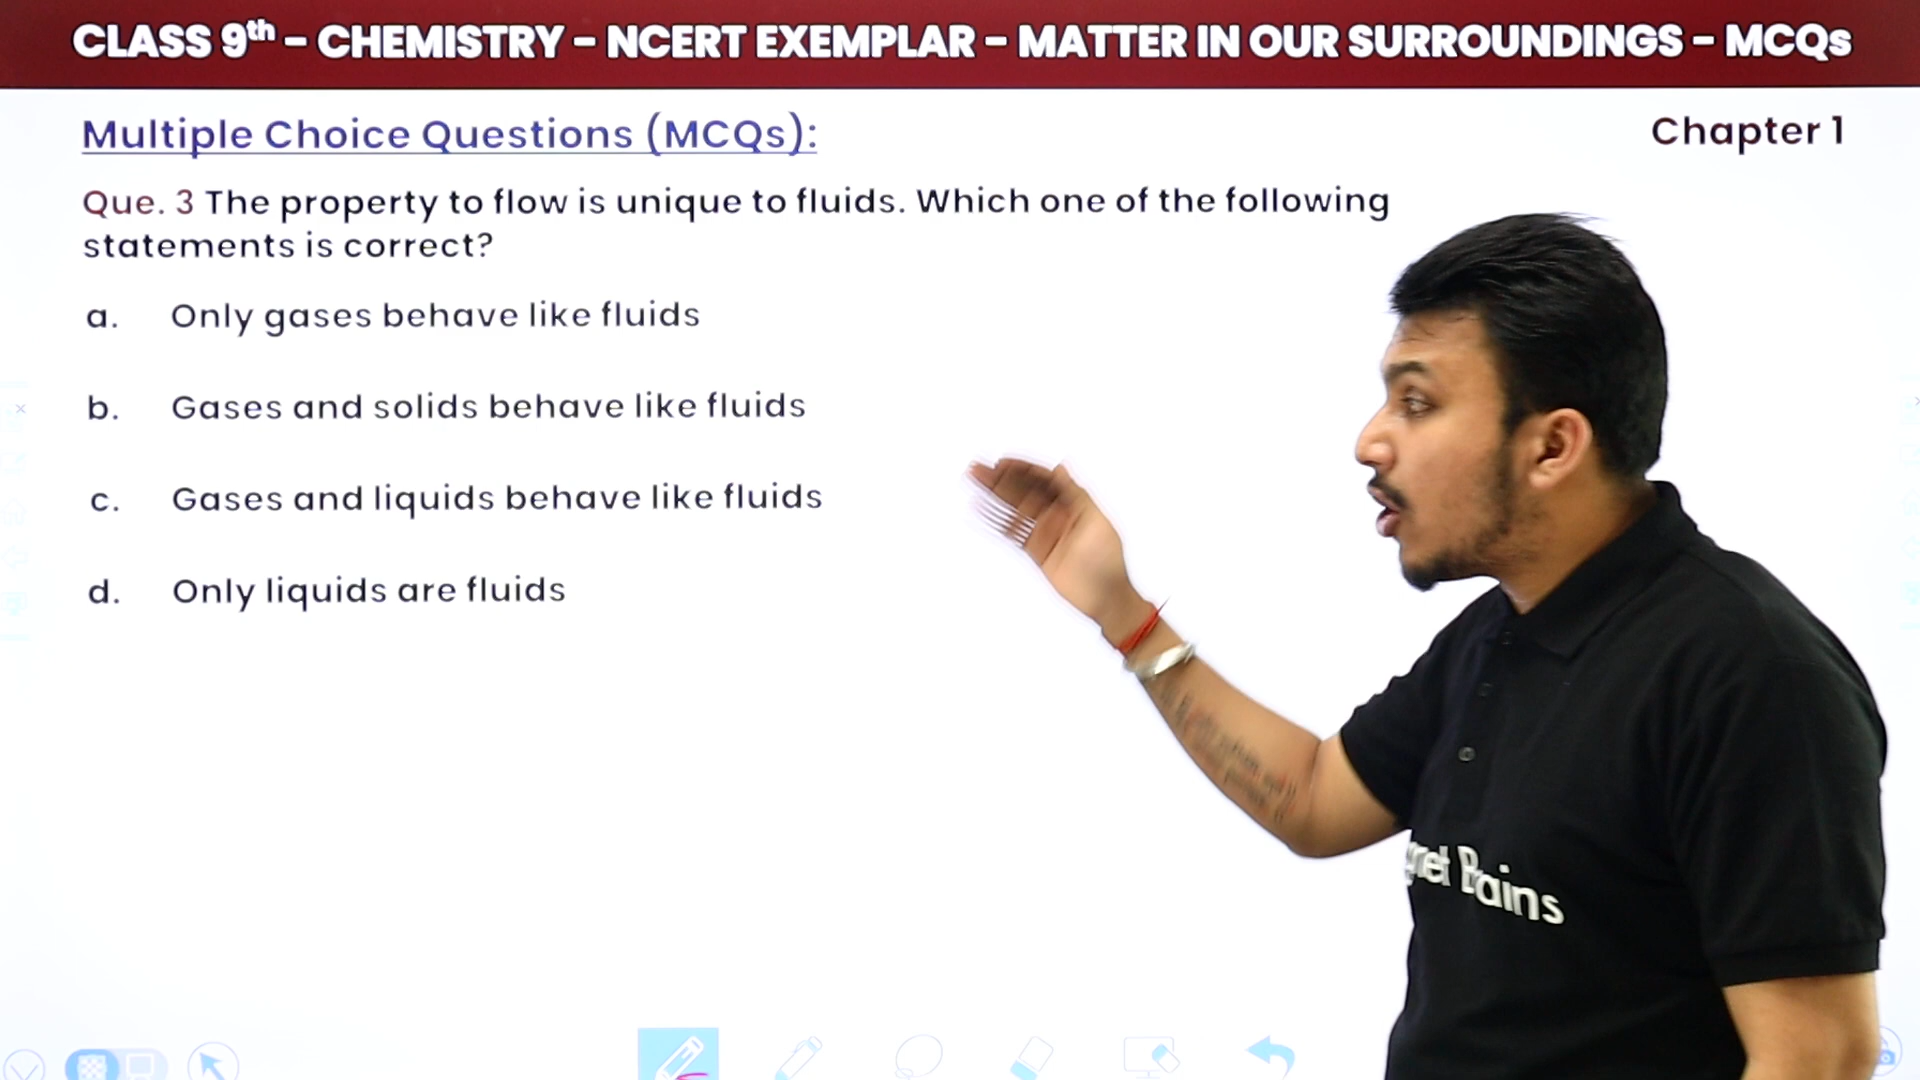 CLASS 9th - CHEMISTRY - NCERT EXEMPLAR - MATTER IN OUR SURROUNDINGS - MCQs
Multiple Choice Questions (MCQs):
Chapter 1
Que. 3 The property to flow is unique to fluids. Which one of the following
statements is correct?
a. Only gases behave like fluids
b. Gases and solids behave like fluids
c. Gases and liquids behave like fluids
d. Only liquids are fluids
gnet Brains